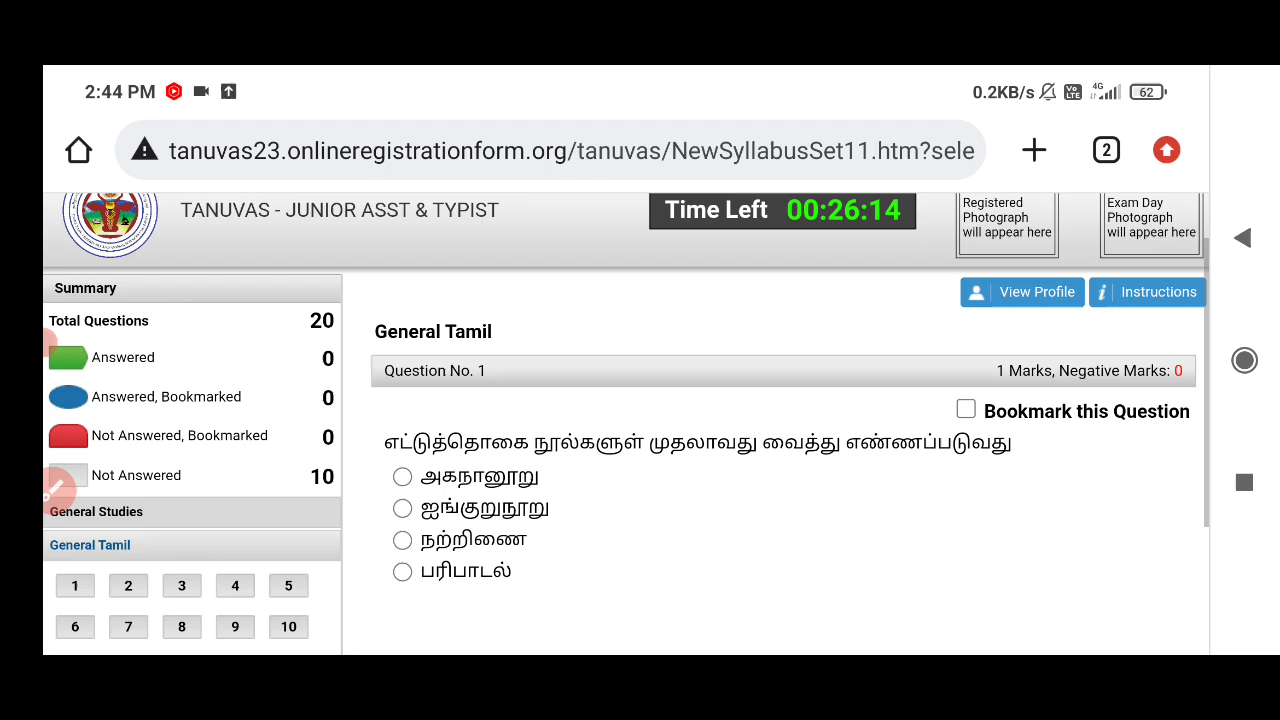 2:44 PM
0.2KB/s Vo LTE 4G 62
tanuvas23.onlineregistrationform.org/tanuvas/NewSyllabusSet11.htm?sele
2
TANUVAS - JUNIOR ASST & TYPIST
Time Left 00:26:14
Registered Photograph will appear here
Exam Day Photograph will appear here
Summary
View Profile
Instructions
Total Questions 20
Answered 0
Answered, Bookmarked 0
Not Answered, Bookmarked 0
Not Answered 10
General Studies
General Tamil
1 2 3 4 5
6 7 8 9 10
General Tamil
Question No. 1 1 Marks, Negative Marks: 0
Bookmark this Question
எட்டுத்தொகை நூல்களுள் முதலாவது வைத்து எண்ணப்படுவது
அகநானூறு
ஐங்குறுநூறு
நற்றிணை
பரிபாடல்